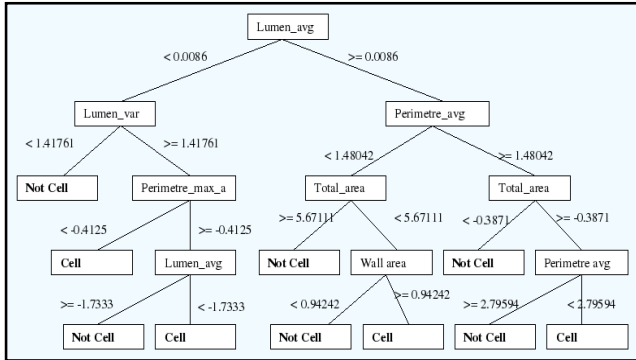 Lumen_avg
< 0.0086
>= 0.0086
Lumen_var
Perimetre_avg
< 1.41761
>= 1.41761
< 1.48042
>= 1.48042
Not Cell
Perimetre_max_a
Total_area
Total_area
< -0.4125
>= -0.4125
>= 5.67111
< 5.67111
< -0.3871
>= -0.3871
Cell
Lumen_avg
Not Cell
Wall area
Not Cell
Perimetre avg
>= -1.7333
< -1.7333
< 0.94242
>= 0.94242
>= 2.79594
< 2.79594
Not Cell
Cell
Not Cell
Cell
Not Cell
Cell